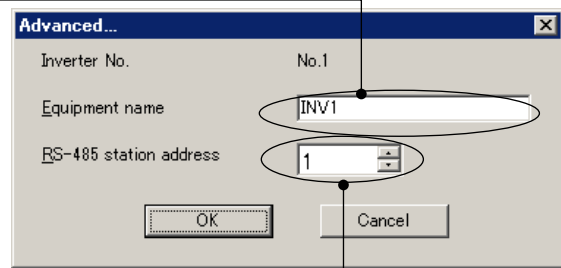 Advanced...
Inverter No. No.1
Equipment name INV1
RS-485 station address 1
OK Cancel